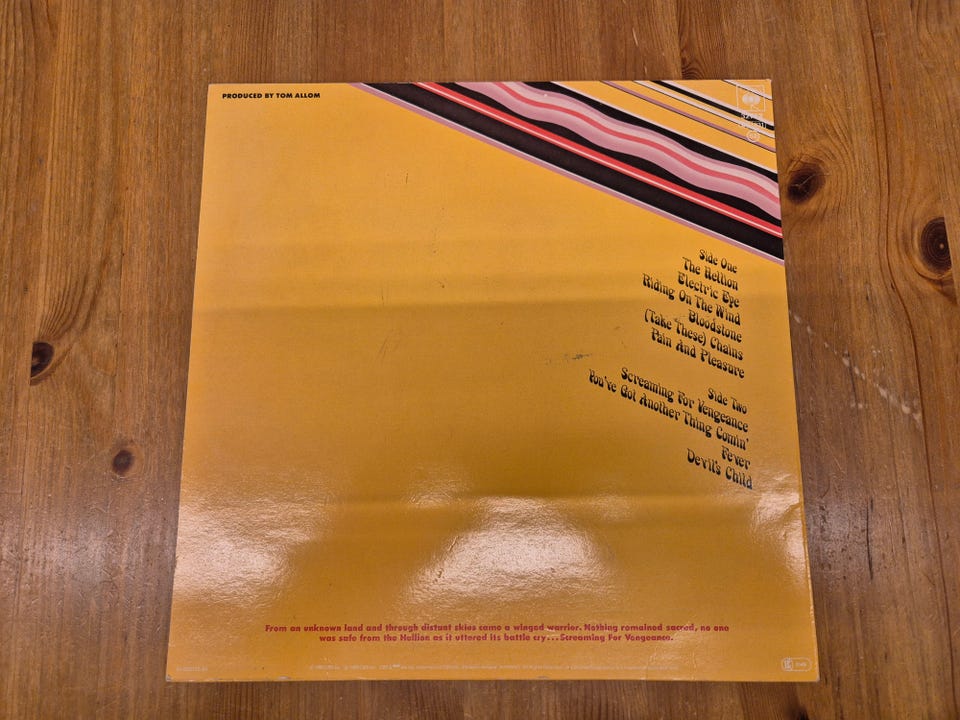 PRODUCED BY TOM ALLOM
Side One
The Hellion
Electric Eye
Riding On The Wind
Bloodstone
(Take These) Chains
Pain And Pleasure
Side Two
Screaming For Vengeance
You've Got Another Thing Comin'
Fever
Devil's Child
From an unknown land and through distant skies came a winged warrior. Nothing remained sacred, no one
was safe from the Hellion as it uttered its battle cry...Screaming For Vengeance.